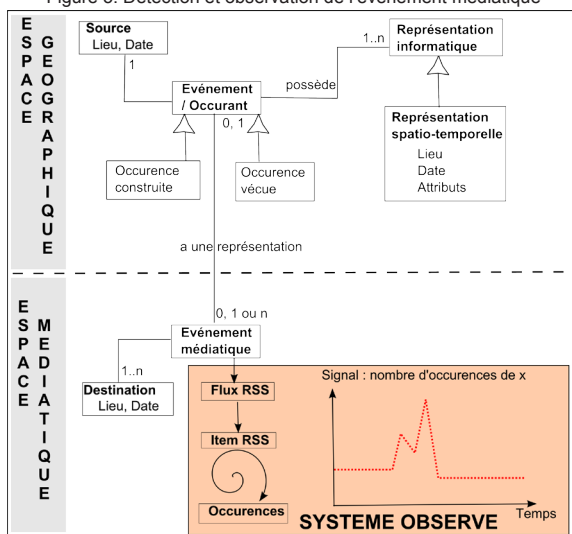 Figure 3: Détection et observation de l'événement médiatique
ESPACE
GEOGRAPHIQUE
Source
Lieu, Date
1
Evénement
/ Occurant
0, 1
possède
1..n
Représentation
informatique
Représentation
spatio-temporelle
Lieu
Date
Attributs
Occurence
construite
Occurence
vécue
a une représentation
ESPACE
MEDIATIQUE
0, 1 ou n
Evénement
médiatique
1..n
Destination
Lieu, Date
Flux RSS
Item RSS
Occurences
Signal : nombre d'occurences de x
Temps
SYSTEME OBSERVE